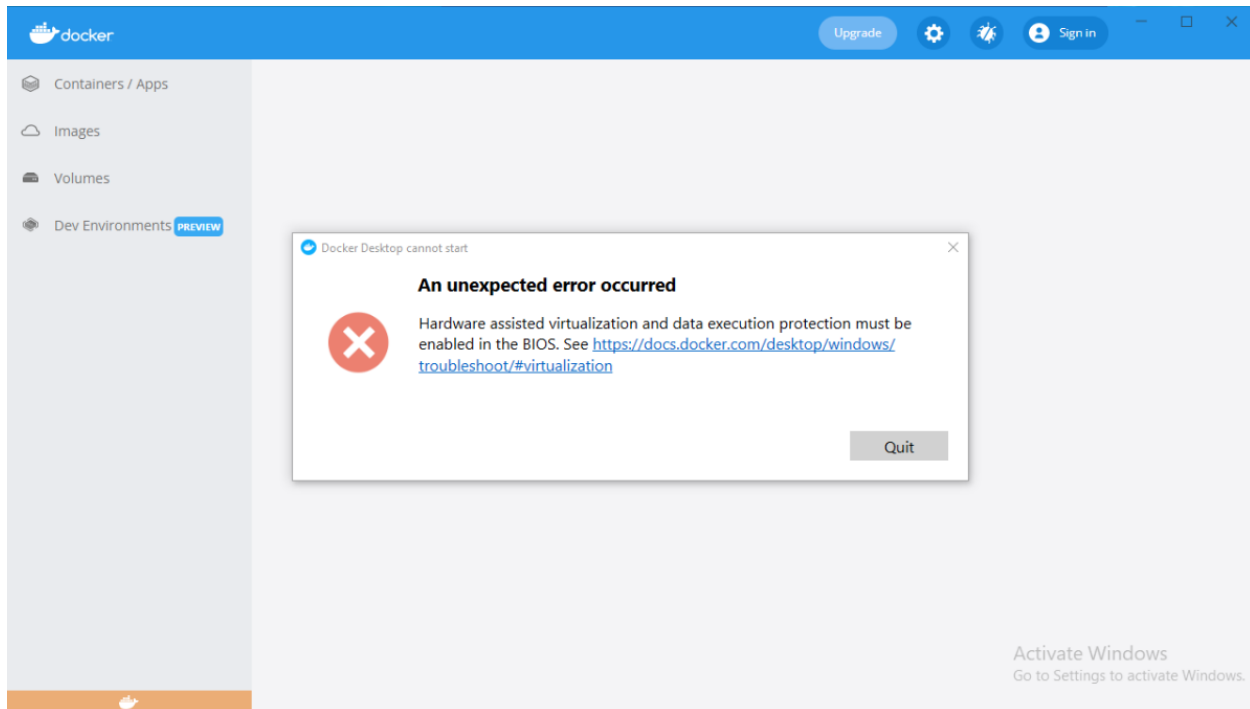 docker
Upgrade
Sign in
Containers / Apps
Images
Volumes
Dev Environments PREVIEW
Docker Desktop cannot start
An unexpected error occurred
Hardware assisted virtualization and data execution protection must be
enabled in the BIOS. See https://docs.docker.com/desktop/windows/
troubleshoot/#virtualization
Quit
Activate Windows
Go to Settings to activate Windows.